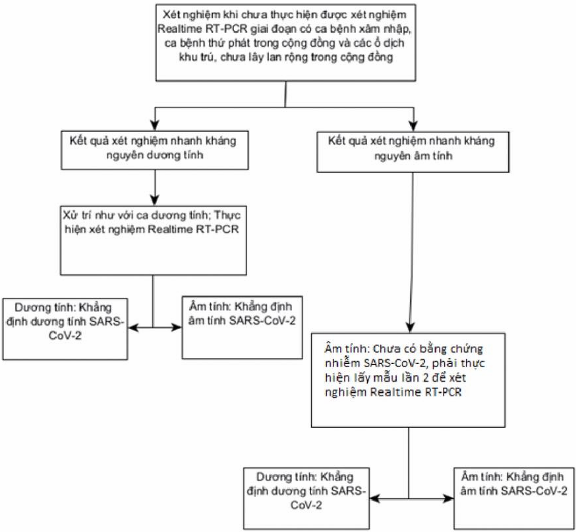 Xét nghiệm khi chưa thực hiện được xét nghiệm
Realtime RT-PCR giai đoạn có ca bệnh xâm nhập,
ca bệnh thứ phát trong cộng đồng và các ổ dịch
khu trú, chưa lây lan rộng trong cộng đồng
Kết quả xét nghiệm nhanh kháng
nguyên dương tính
Kết quả xét nghiệm nhanh kháng
nguyên âm tính
Xử trí như với ca dương tính; Thực
hiện xét nghiệm Realtime RT-PCR
Dương tính: Khẳng
định dương tính SARS-
CoV-2
Âm tính: Khẳng định
âm tính SARS-CoV-2
Âm tính: Chưa có bằng chứng
nhiễm SARS-CoV-2, phải thực
hiện lấy mẫu lần 2 để xét
nghiệm Realtime RT-PCR
Dương tính: Khẳng
định dương tính SARS-
CoV-2
Âm tính: Khẳng định
âm tính SARS-CoV-2